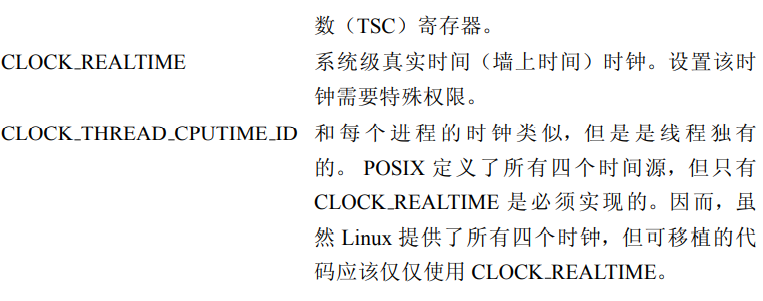 数（TSC）寄存器。
CLOCK_REALTIME 系统级真实时间（墙上时间）时钟。设置该时
钟需要特殊权限。
CLOCK_THREAD_CPUTIME_ID 和每个进程的时钟类似，但是是线程独有
的。 POSIX 定义了所有四个时间源，但只有
CLOCK_REALTIME 是必须实现的。因而，虽
然 Linux 提供了所有四个时钟，但可移植的代
码应该仅仅使用 CLOCK_REALTIME。